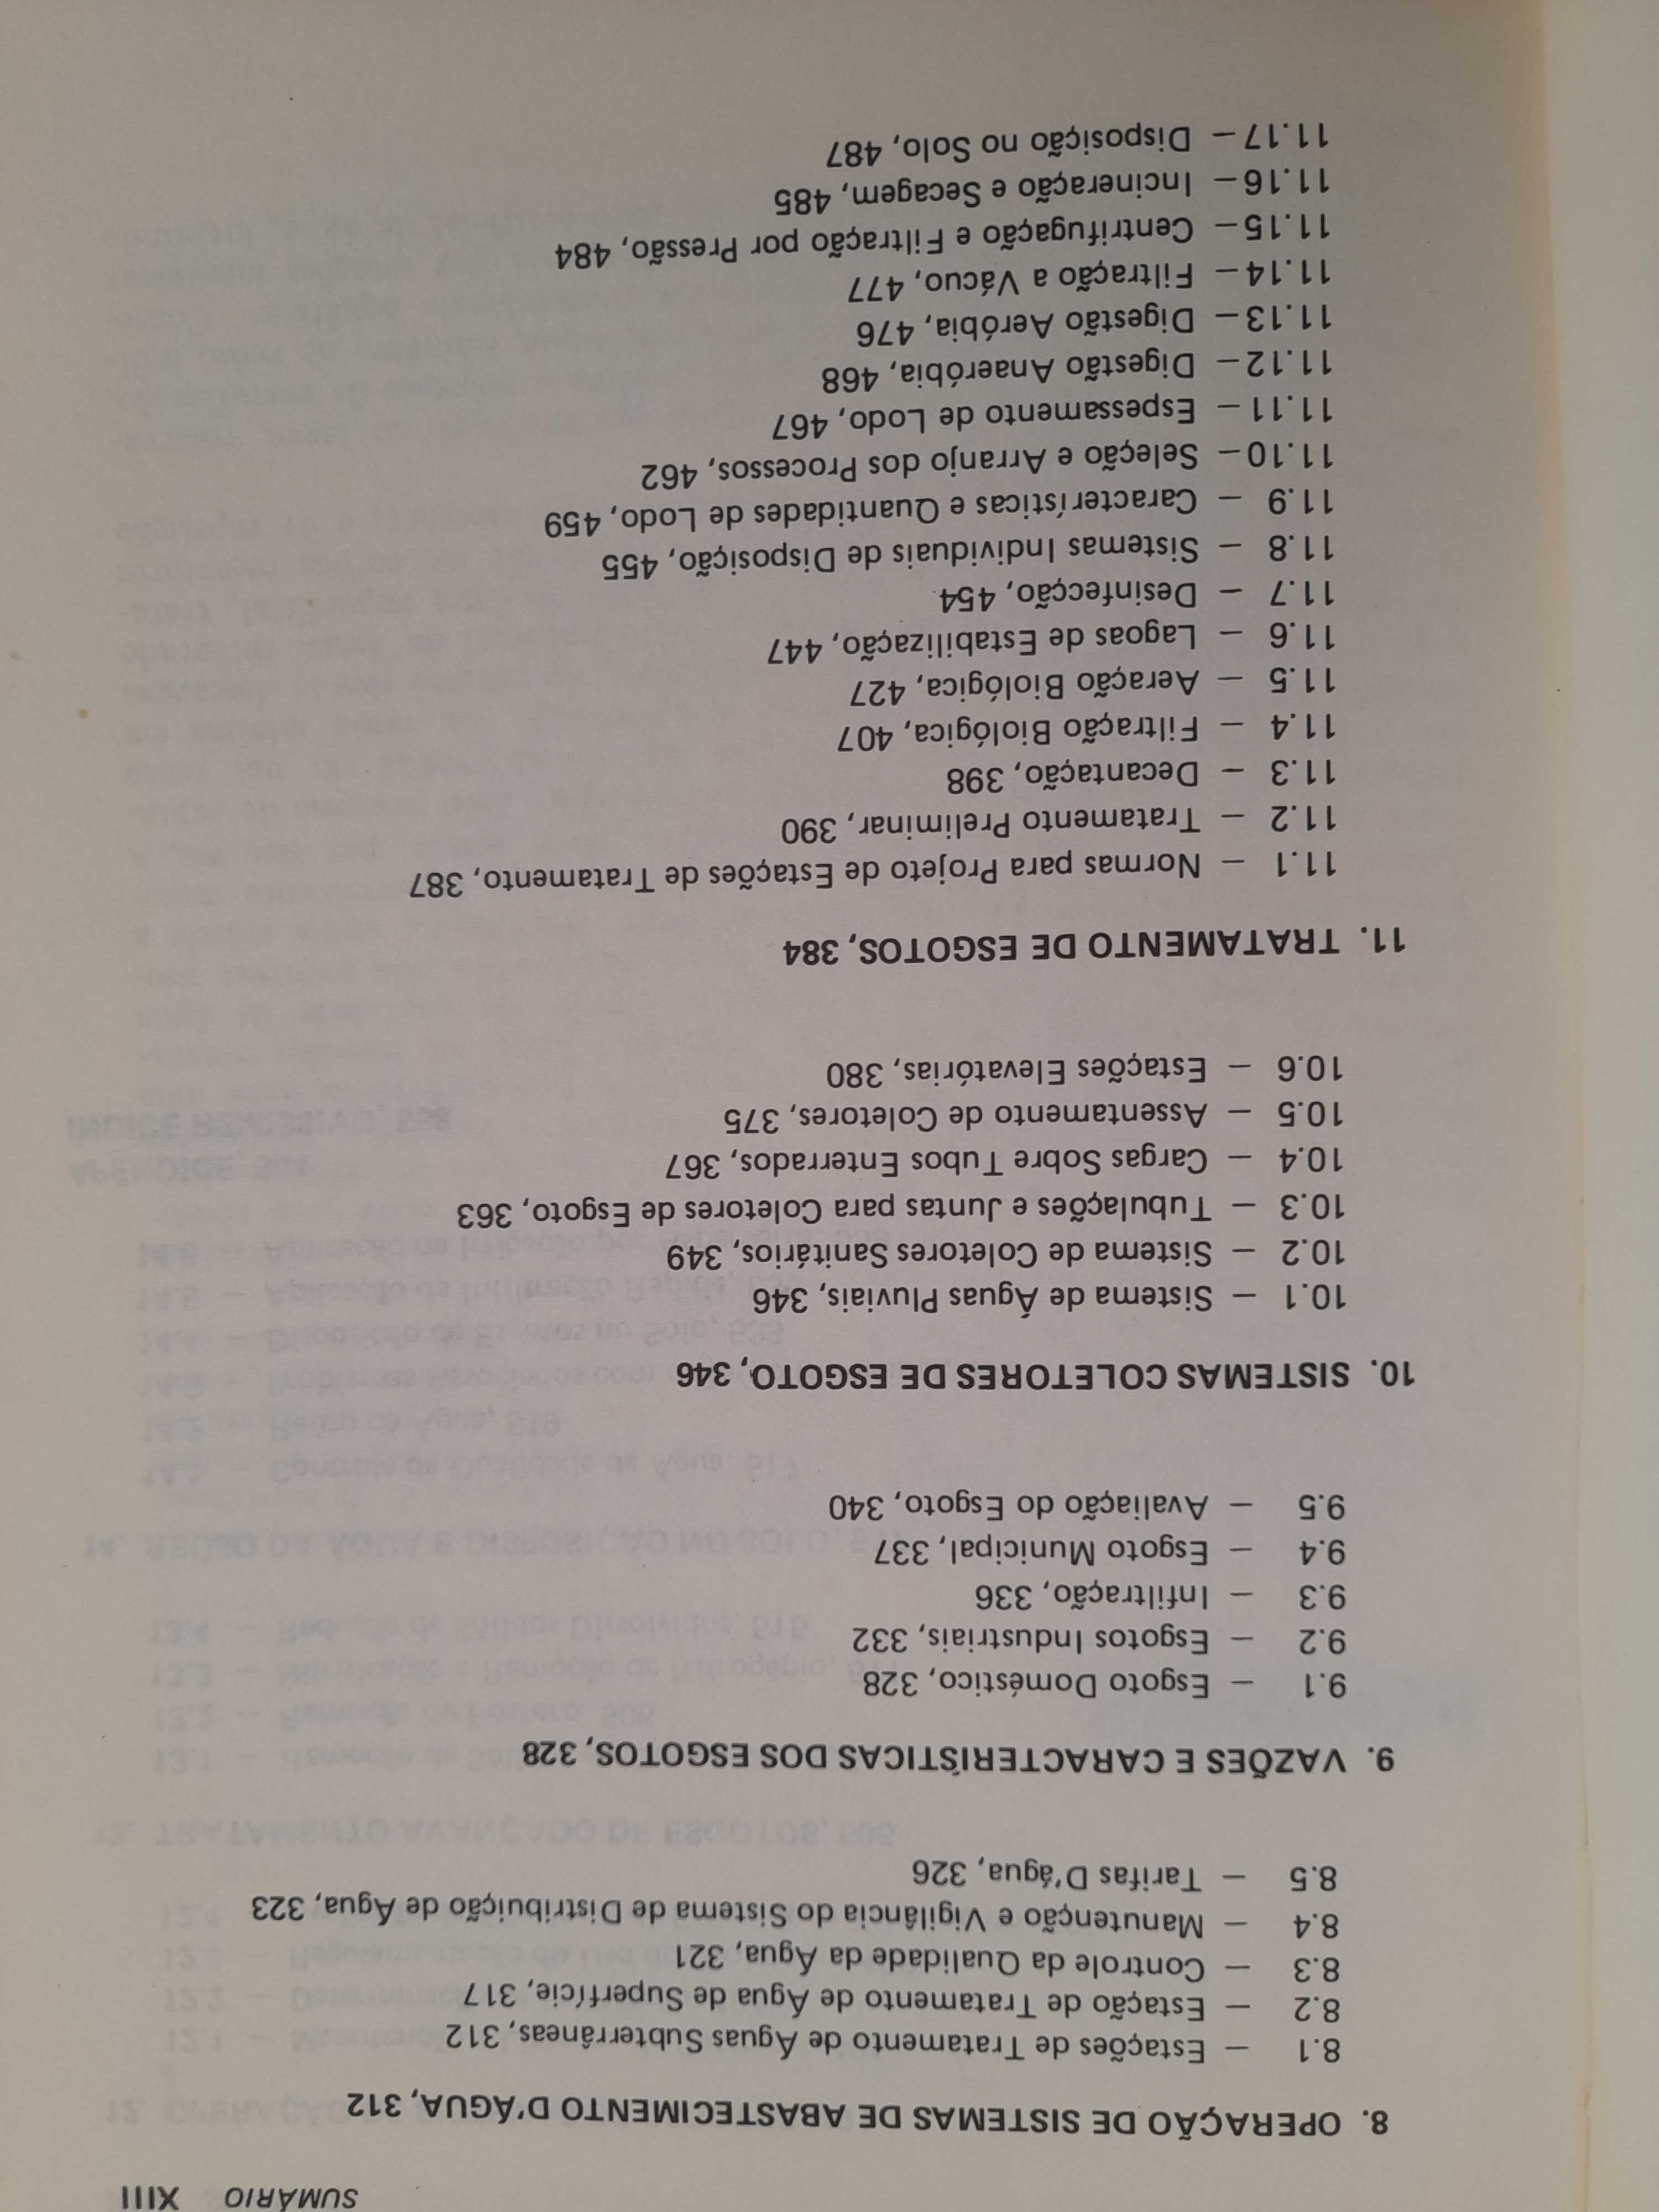 SUMÁRIO XIII
8. OPERAÇÃO DE SISTEMAS DE ABASTECIMENTO D'ÁGUA, 312
8.1 — Estações de Tratamento de Águas Subterrâneas, 312
8.2 — Estação de Tratamento de Água de Superfície, 317
8.3 — Controle da Qualidade da Água, 321
8.4 — Manutenção e Vigilância do Sistema de Distribuição de Água, 323
8.5 — Tarifas D'água, 326
9. VAZÕES E CARACTERÍSTICAS DOS ESGOTOS, 328
9.1 — Esgoto Doméstico, 328
9.2 — Esgotos Industriais, 332
9.3 — Infiltração, 336
9.4 — Esgoto Municipal, 337
9.5 — Avaliação do Esgoto, 340
10. SISTEMAS COLETORES DE ESGOTO, 346
10.1 — Sistema de Águas Pluviais, 346
10.2 — Sistema de Coletores Sanitários, 349
10.3 — Tubulações e Juntas para Coletores de Esgoto, 363
10.4 — Cargas Sobre Tubos Enterrados, 367
10.5 — Assentamento de Coletores, 375
10.6 — Estações Elevatórias, 380
11. TRATAMENTO DE ESGOTOS, 384
11.1 — Normas para Projeto de Estações de Tratamento, 387
11.2 — Tratamento Preliminar, 390
11.3 — Decantação, 398
11.4 — Filtração Biológica, 407
11.5 — Aeração Biológica, 427
11.6 — Lagoas de Estabilização, 447
11.7 — Desinfecção, 454
11.8 — Sistemas Individuais de Disposição, 455
11.9 — Características e Quantidades de Lodo, 459
11.10 — Seleção e Arranjo dos Processos, 462
11.11 — Espessamento de Lodo, 467
11.12 — Digestão Anaeróbia, 468
11.13 — Digestão Aeróbia, 476
11.14 — Filtração a Vácuo, 477
11.15 — Centrifugação e Filtração por Pressão, 484
11.16 — Incineração e Secagem, 485
11.17 — Disposição no Solo, 487